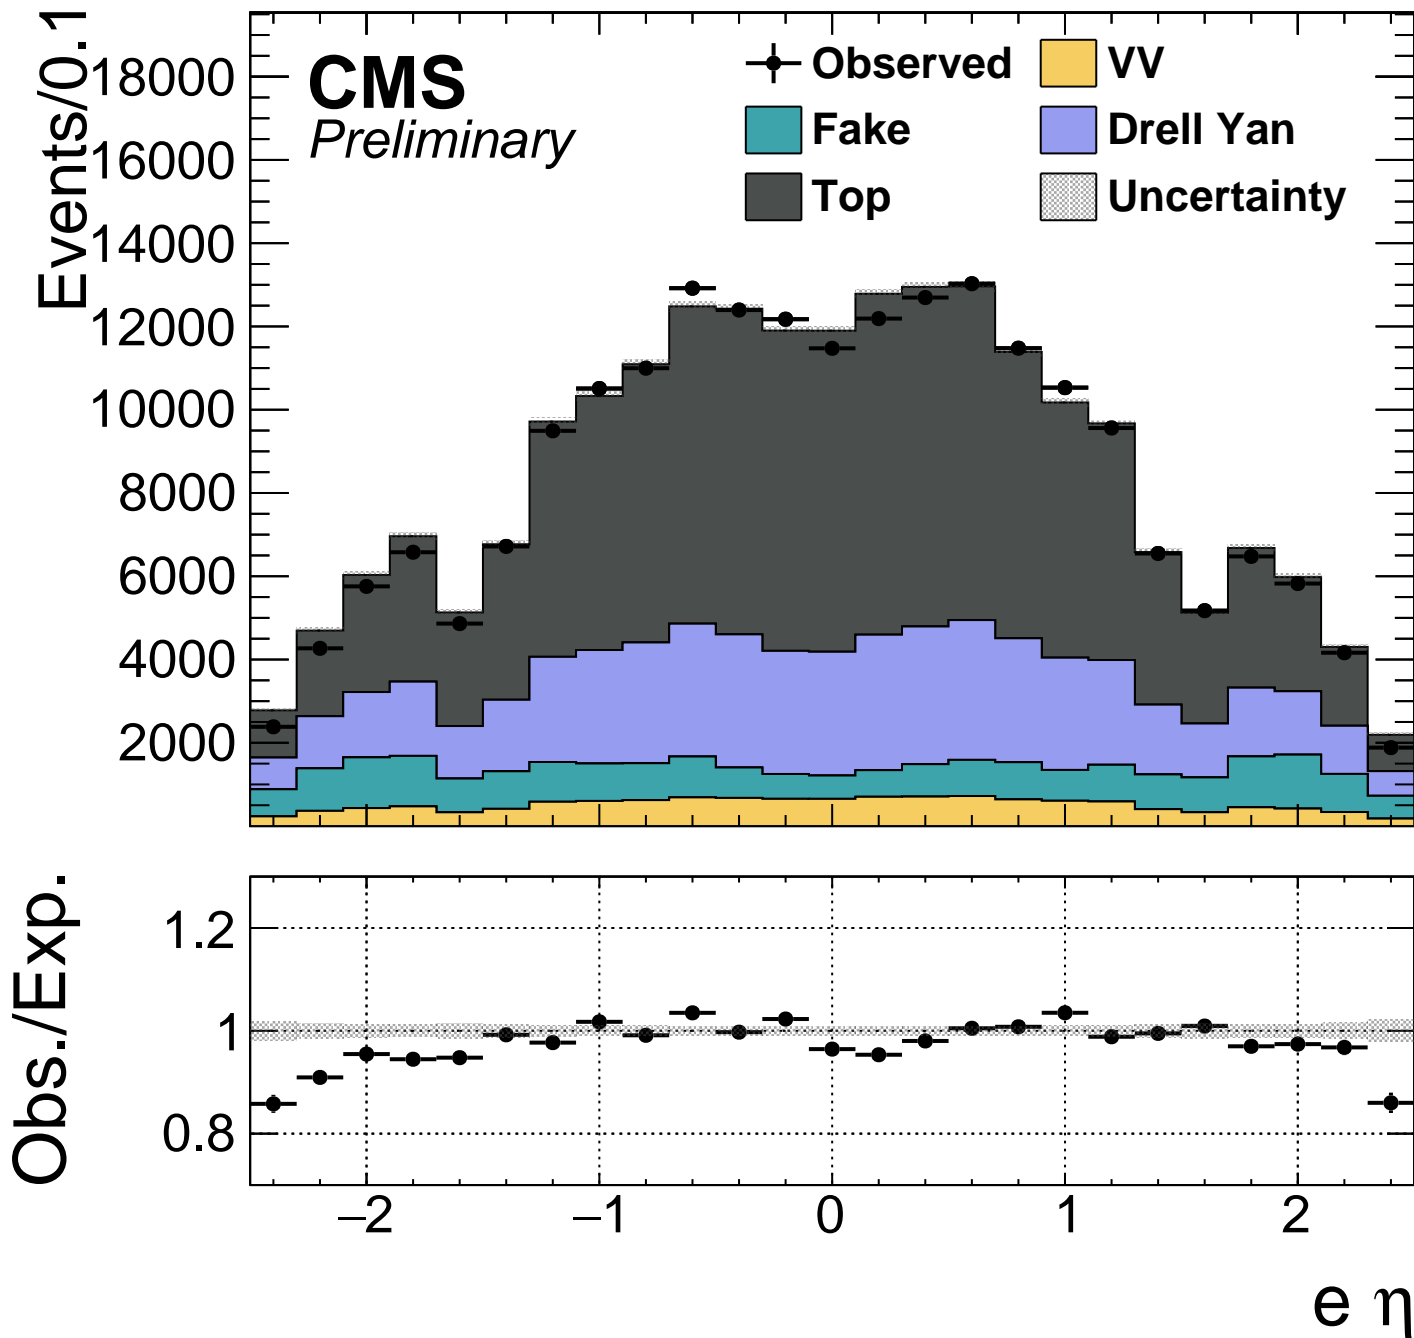 Events/0.1
18000
16000
14000
12000
10000
8000
6000
4000
2000
CMS
Preliminary
Observed
VV
Fake
Drell Yan
Top
Uncertainty
Obs./Exp.
1.2
1
0.8
−2
−1
0
1
2
e η